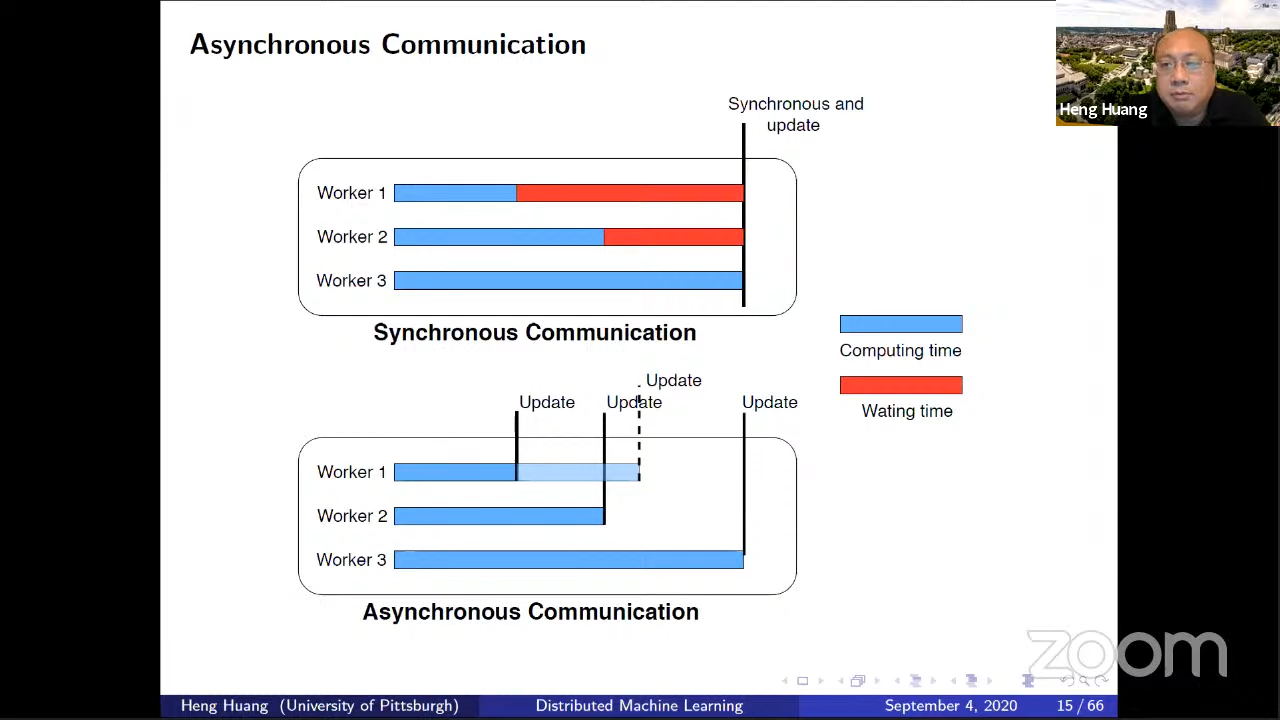 Asynchronous Communication
Heng Huang
Synchronous and
update
Worker 1
Worker 2
Worker 3
Synchronous Communication
Computing time
Wating time
Update
Update
Update
Update
Worker 1
Worker 2
Worker 3
Asynchronous Communication
zoom
Heng Huang (University of Pittsburgh)
Distributed Machine Learning
September 4, 2020
15 / 66